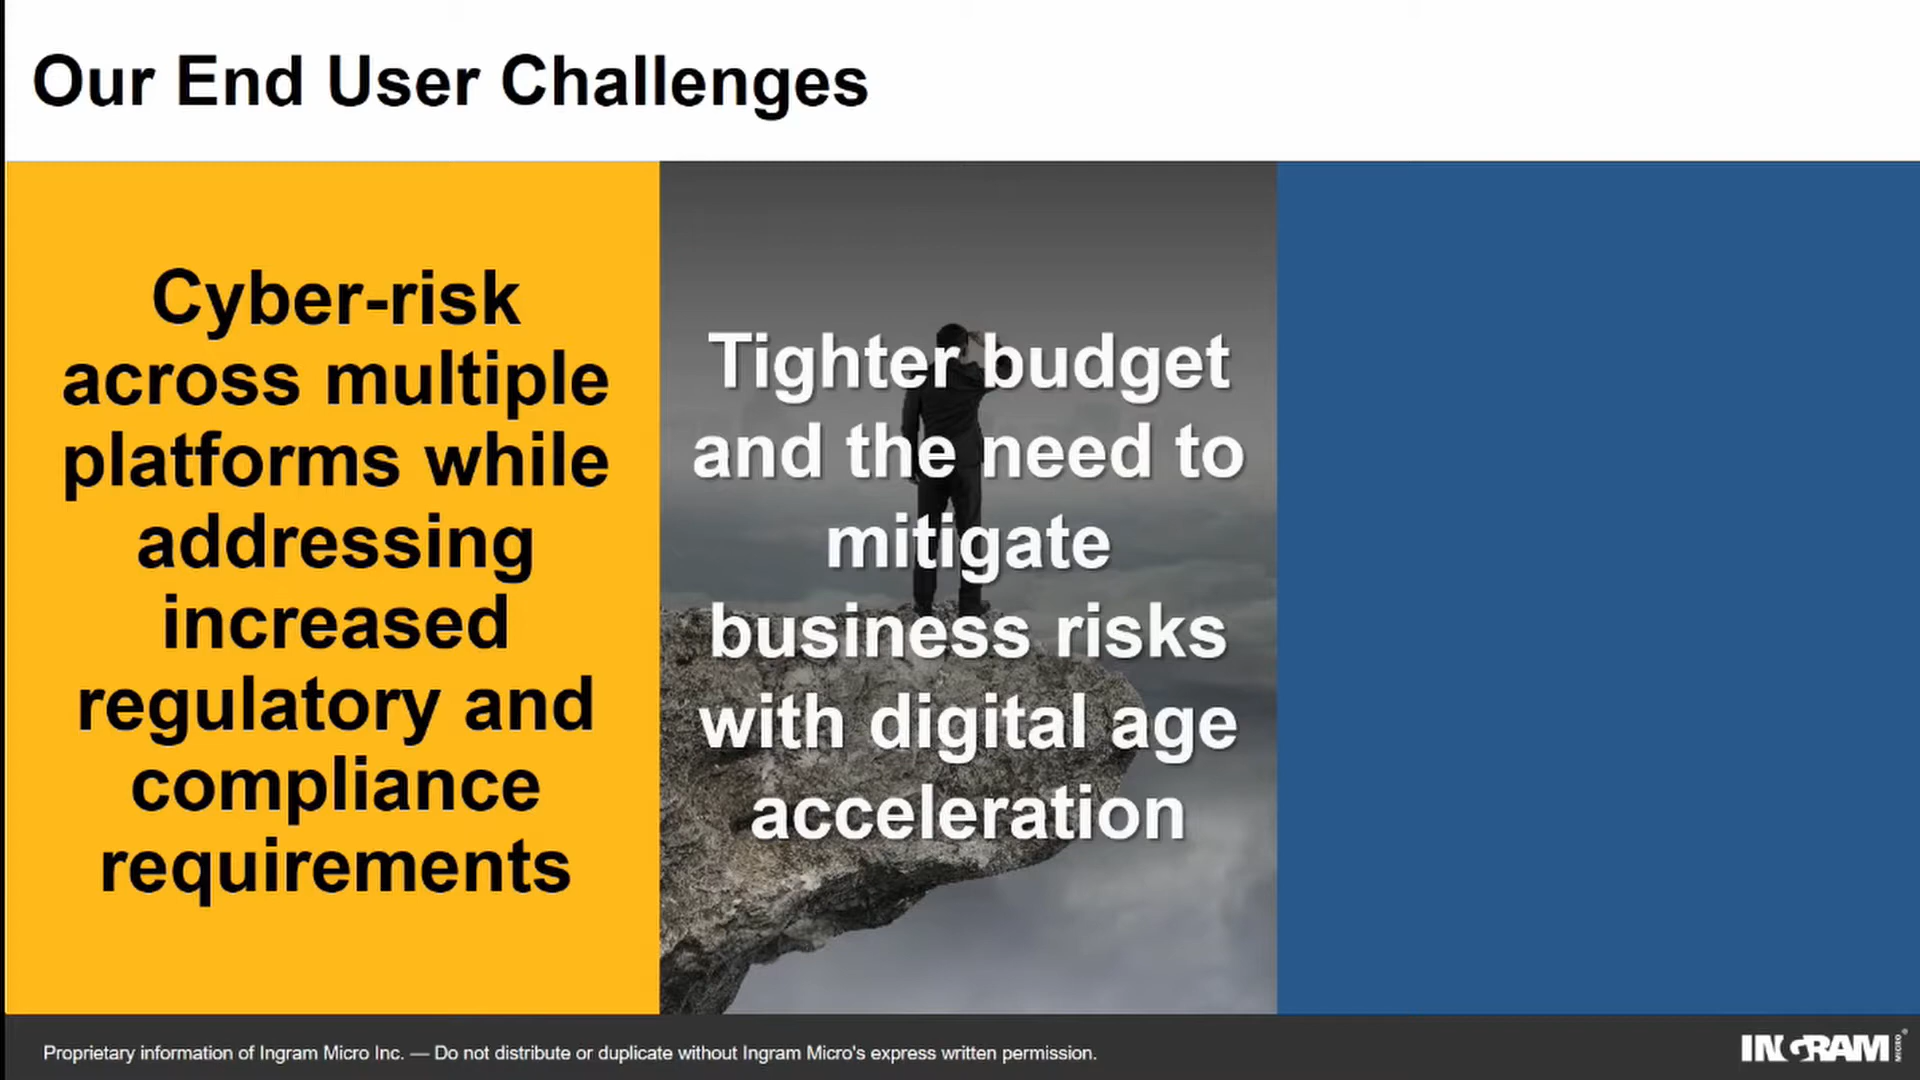 Our End User Challenges
Cyber-risk
across multiple
platforms while
addressing
increased
regulatory and
compliance
requirements
Tighter budget
and the need to
mitigate
business risks
with digital age
acceleration
Proprietary information of Ingram Micro Inc. — Do not distribute or duplicate without Ingram Micro's express written permission.
INGRAM MICRO®